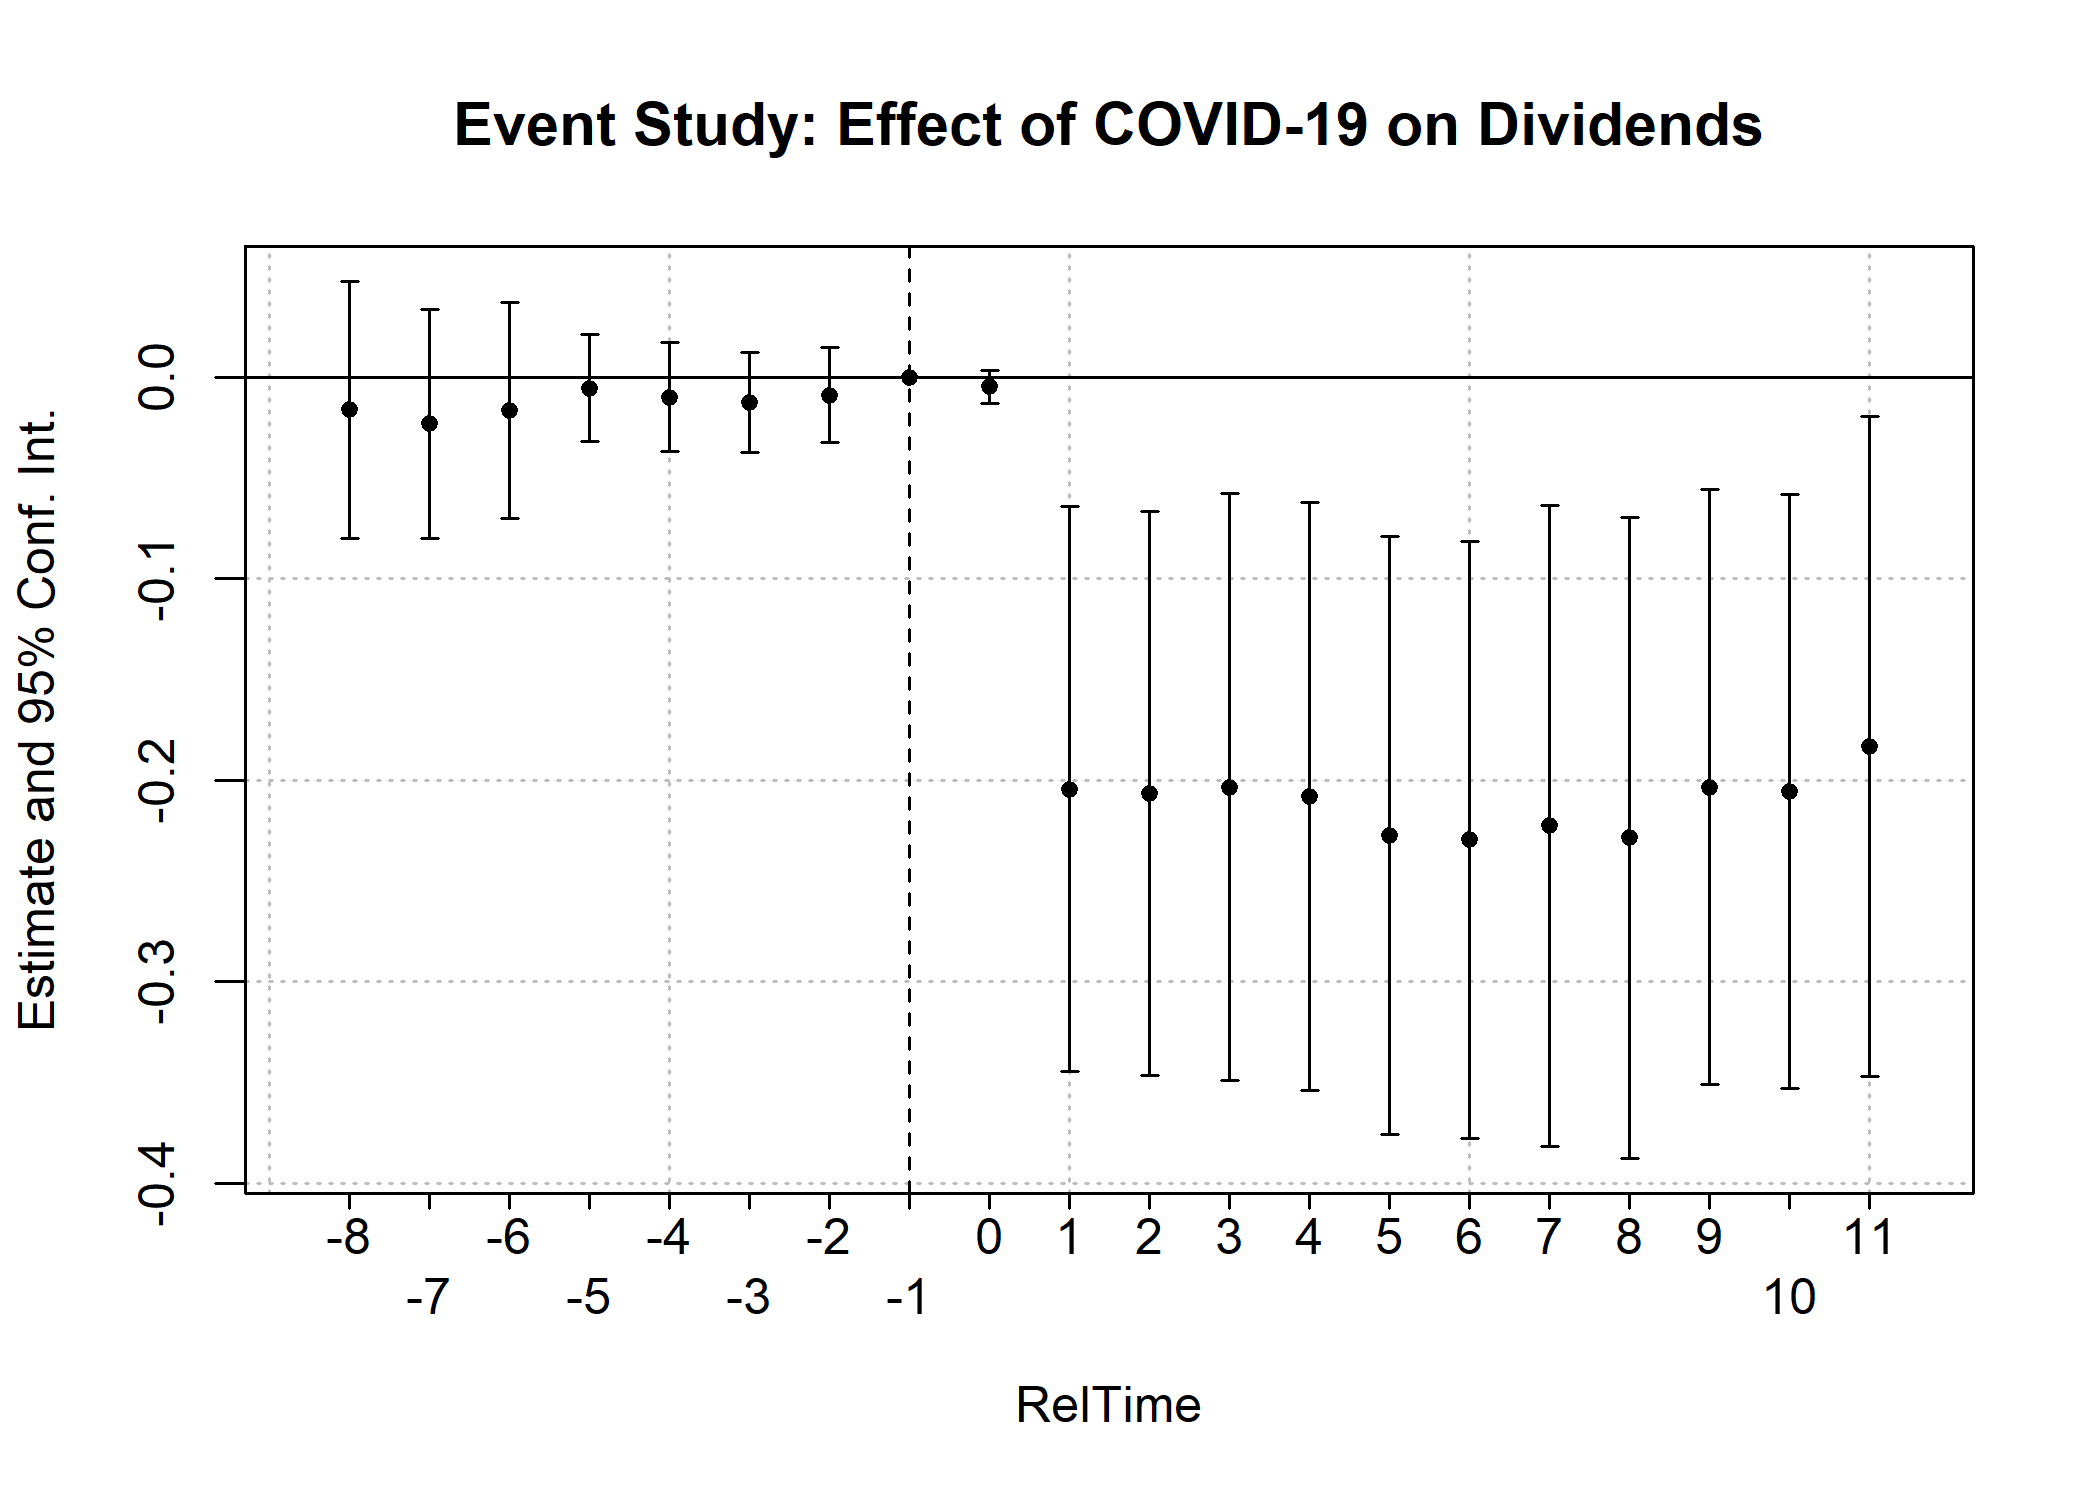 Event Study: Effect of COVID-19 on Dividends
Estimate and 95% Conf. Int.
0.0
-0.1
-0.2
-0.3
-0.4
-8 -6 -4 -2 0 1 2 3 4 5 6 7 8 9 11
-7 -5 -3 -1 10
RelTime